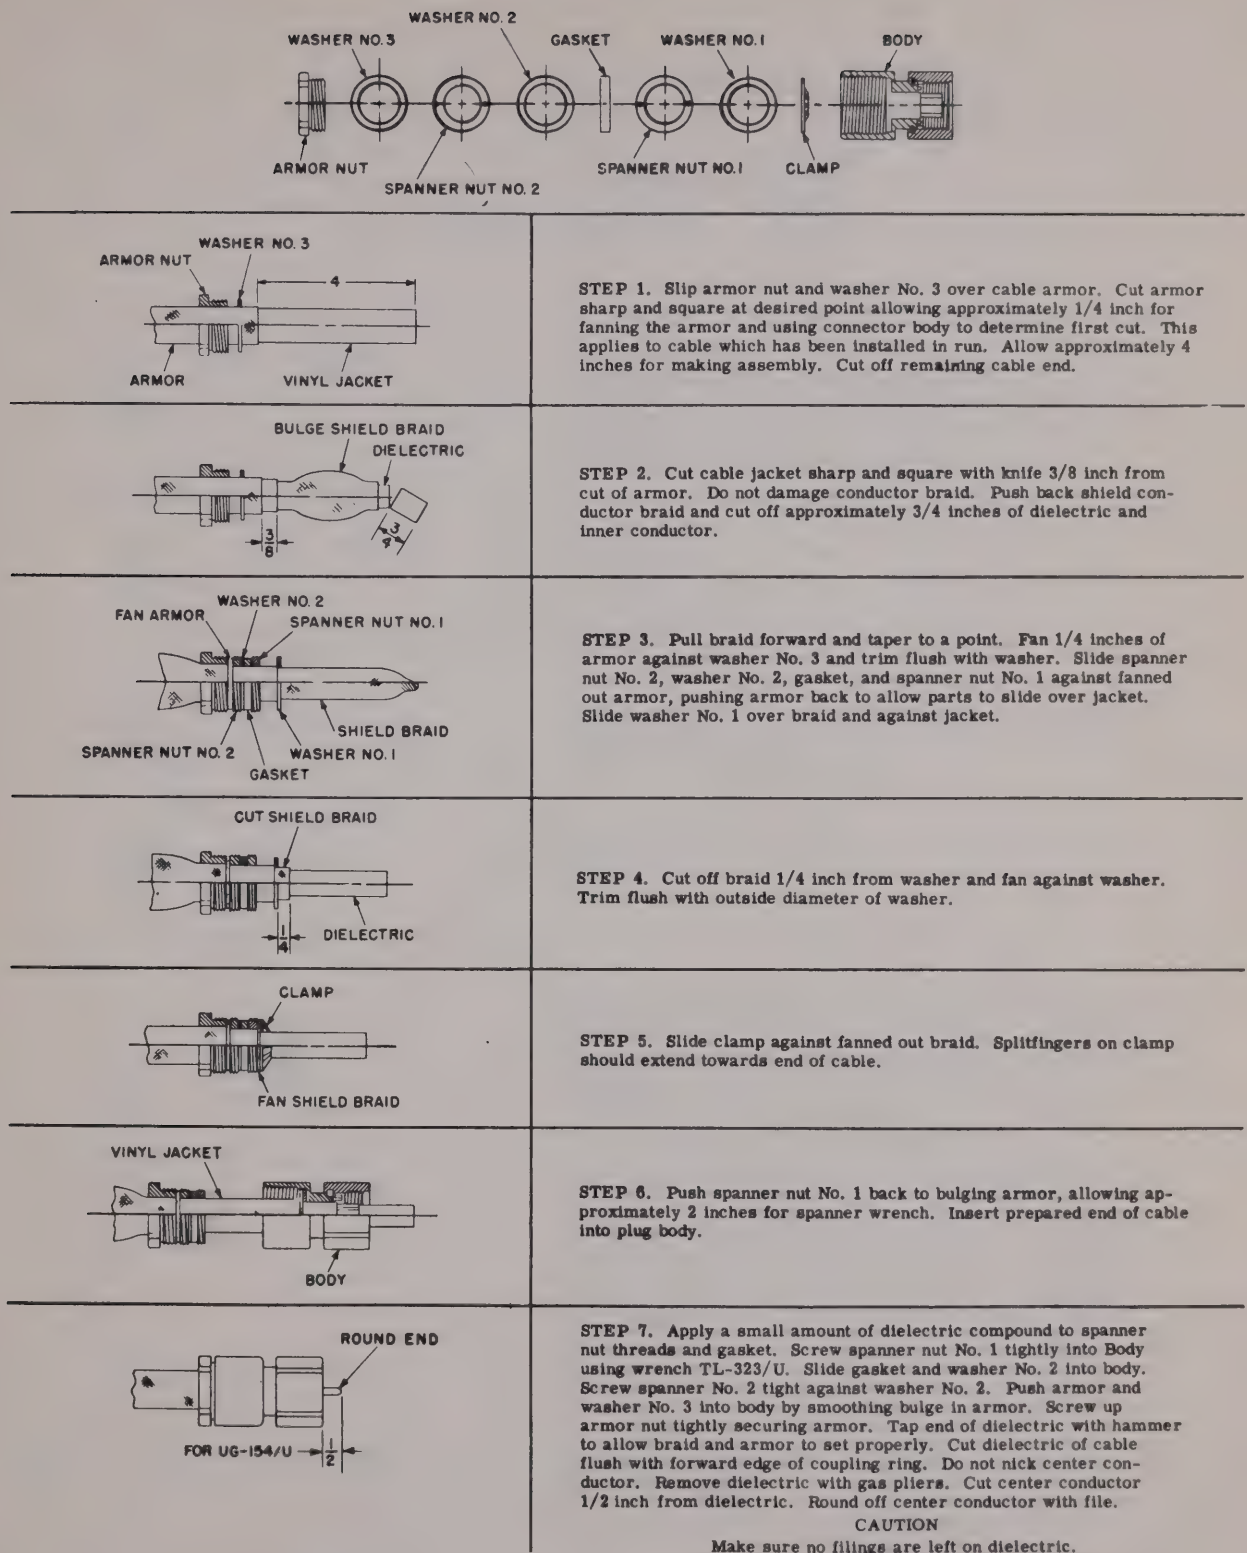 WASHER NO. 2
WASHER NO. 3
GASKET
WASHER NO. 1
BODY
ARMOR NUT
SPANNER NUT NO. 2
SPANNER NUT NO. 1
CLAMP
WASHER NO. 3
ARMOR NUT
4
ARMOR
VINYL JACKET
STEP 1. Slip armor nut and washer No. 3 over cable armor. Cut armor
sharp and square at desired point allowing approximately 1/4 inch for
fanning the armor and using connector body to determine first cut. This
applies to cable which has been installed in run. Allow approximately 4
inches for making assembly. Cut off remaining cable end.
BULGE SHIELD BRAID
DIELECTRIC
3/8
3/4
STEP 2. Cut cable jacket sharp and square with knife 3/8 inch from
cut of armor. Do not damage conductor braid. Push back shield con-
ductor braid and cut off approximately 3/4 inches of dielectric and
inner conductor.
WASHER NO. 2
FAN ARMOR
SPANNER NUT NO. 1
SHIELD BRAID
SPANNER NUT NO. 2
WASHER NO. 1
GASKET
STEP 3. Pull braid forward and taper to a point. Fan 1/4 inches of
armor against washer No. 3 and trim flush with washer. Slide spanner
nut No. 2, washer No. 2, gasket, and spanner nut No. 1 against fanned
out armor, pushing armor back to allow parts to slide over jacket.
Slide washer No. 1 over braid and against jacket.
CUT SHIELD BRAID
1/4
DIELECTRIC
STEP 4. Cut off braid 1/4 inch from washer and fan against washer.
Trim flush with outside diameter of washer.
CLAMP
FAN SHIELD BRAID
STEP 5. Slide clamp against fanned out braid. Splitfingers on clamp
should extend towards end of cable.
VINYL JACKET
BODY
STEP 6. Push spanner nut No. 1 back to bulging armor, allowing ap-
proximately 2 inches for spanner wrench. Insert prepared end of cable
into plug body.
ROUND END
FOR UG-154/U
1/2
STEP 7. Apply a small amount of dielectric compound to spanner
nut threads and gasket. Screw spanner nut No. 1 tightly into Body
using wrench TL-323/U. Slide gasket and washer No. 2 into body.
Screw spanner No. 2 tight against washer No. 2. Push armor and
washer No. 3 into body by smoothing bulge in armor. Screw up
armor nut tightly securing armor. Tap end of dielectric with hammer
to allow braid and armor to set properly. Cut dielectric of cable
flush with forward edge of coupling ring. Do not nick center con-
ductor. Remove dielectric with gas pliers. Cut center conductor
1/2 inch from dielectric. Round off center conductor with file.
CAUTION
Make sure no filings are left on dielectric.